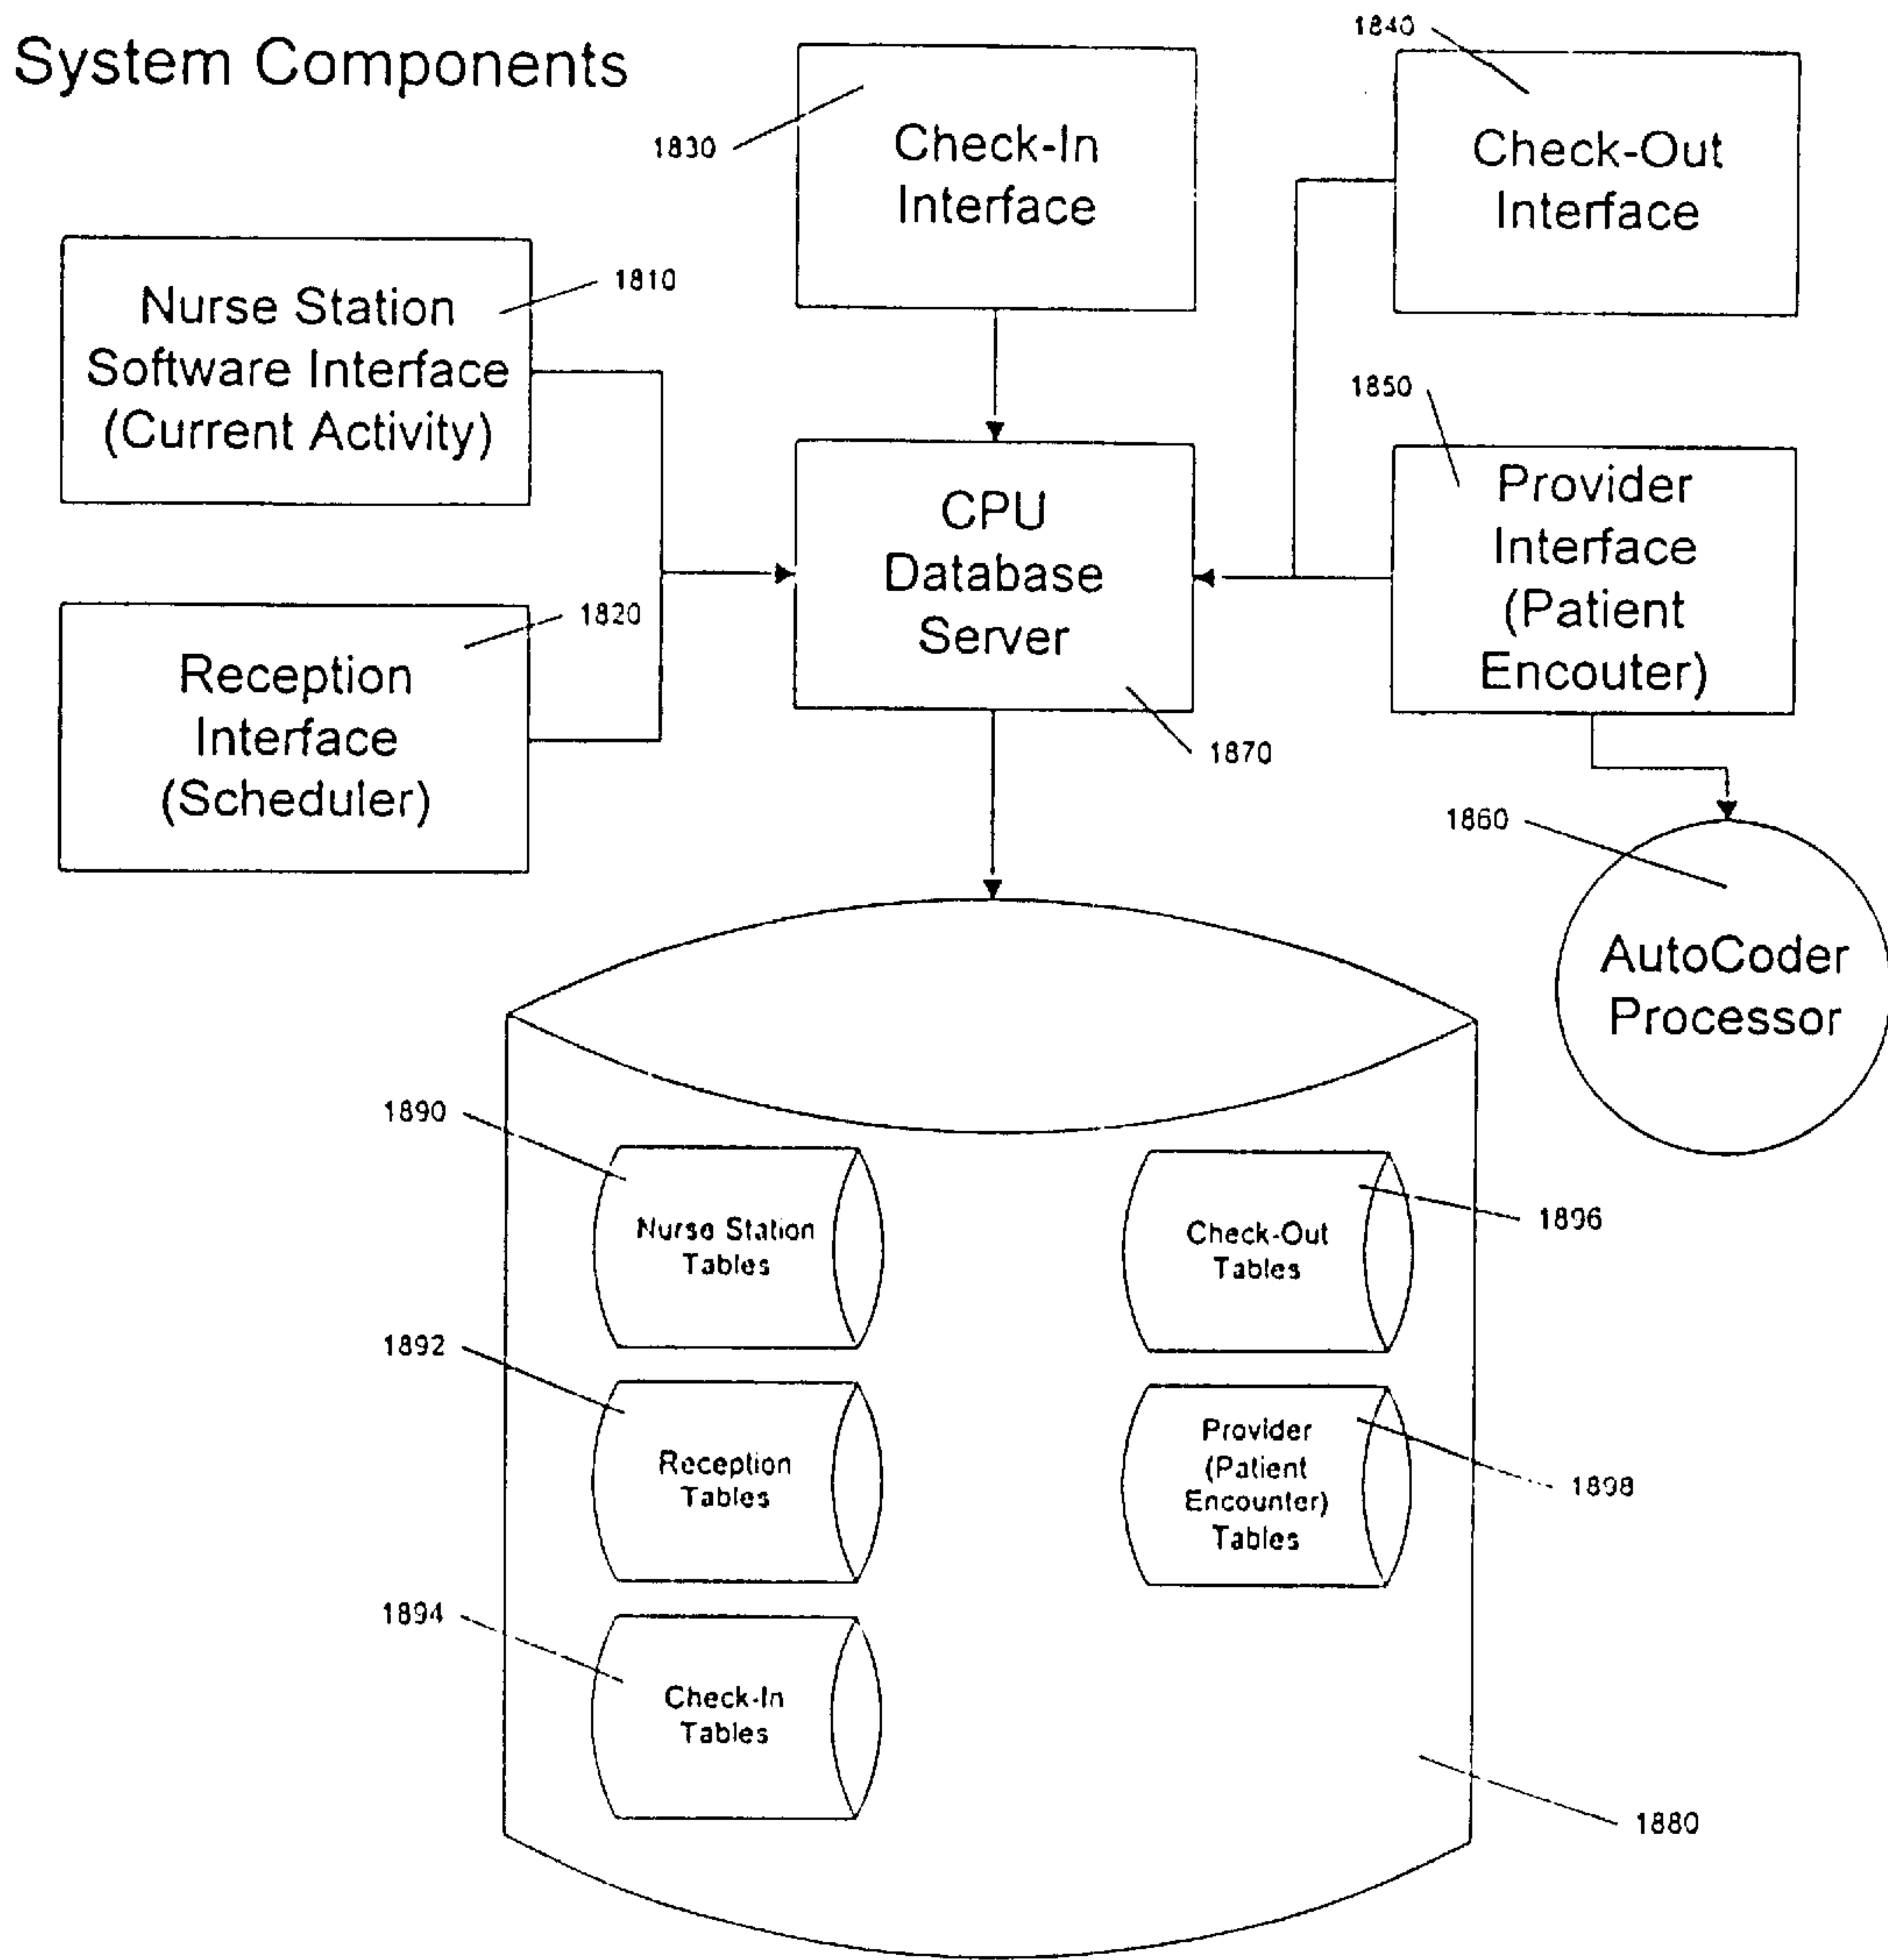 System Components
1830
Check-In
Interface
1840
Check-Out
Interface
1810
Nurse Station
Software Interface
(Current Activity)
1820
Reception
Interface
(Scheduler)
CPU
Database
Server
1870
1850
Provider
Interface
(Patient
Encouter)
1860
AutoCoder
Processor
1890
Nurse Station
Tables
1896
Check-Out
Tables
1892
Reception
Tables
1898
Provider
(Patient
Encounter)
Tables
1894
Check-In
Tables
1880